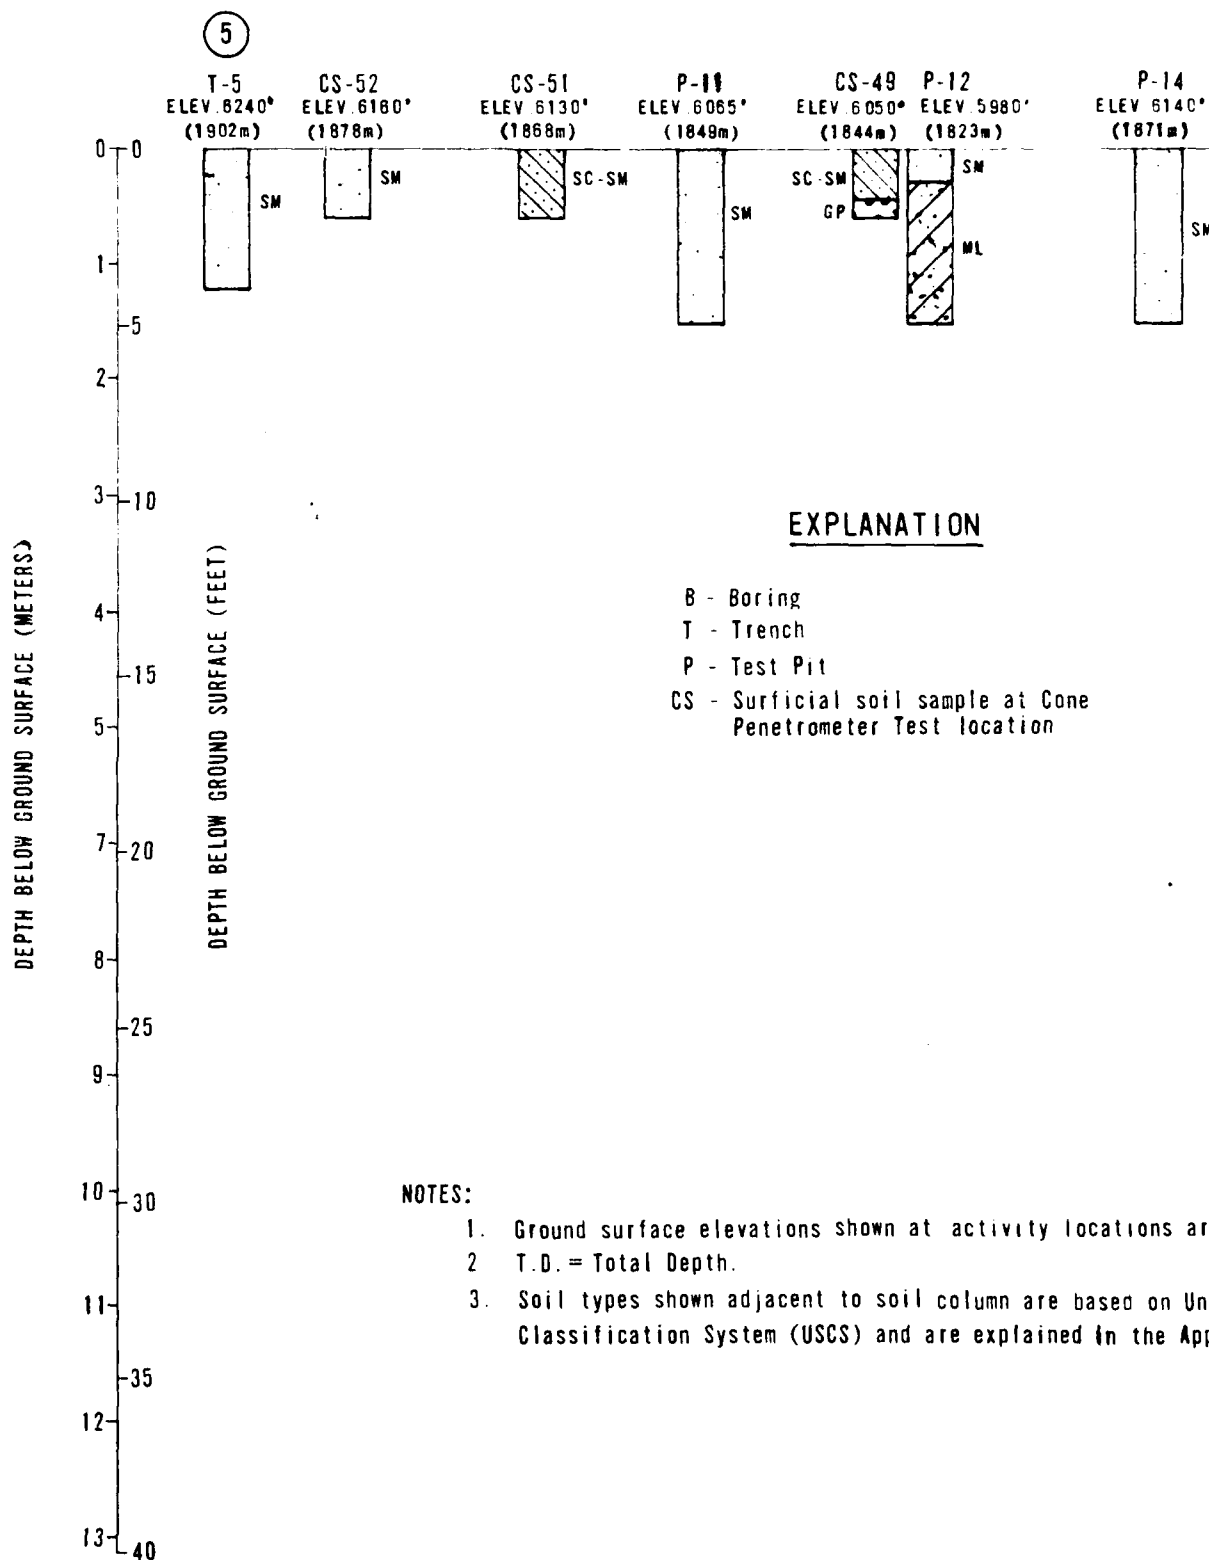 5
T-5 CS-52 CS-51 P-11 CS-49 P-12 P-14
ELEV. 6240' ELEV. 6160' ELEV. 6130' ELEV. 6065' ELEV. 6050' ELEV. 5980' ELEV 6140'
(1902m) (1878m) (1868m) (1849m) (1844m) (1823m) (1871m)
0 0
SM
SM
SC-SM
SM
SC-SM
GP
SM
ML
SM
1
5
2
3
10
4
15
5
7
20
8
25
9
10
30
11
35
12
13
40
DEPTH BELOW GROUND SURFACE (METERS)
DEPTH BELOW GROUND SURFACE (FEET)
EXPLANATION
B - Boring
T - Trench
P - Test Pit
CS - Surficial soil sample at Cone
Penetrometer Test location
NOTES:
1. Ground surface elevations shown at activity locations ar
2 T.D. = Total Depth.
3. Soil types shown adjacent to soil column are based on Un
Classification System (USCS) and are explained in the App